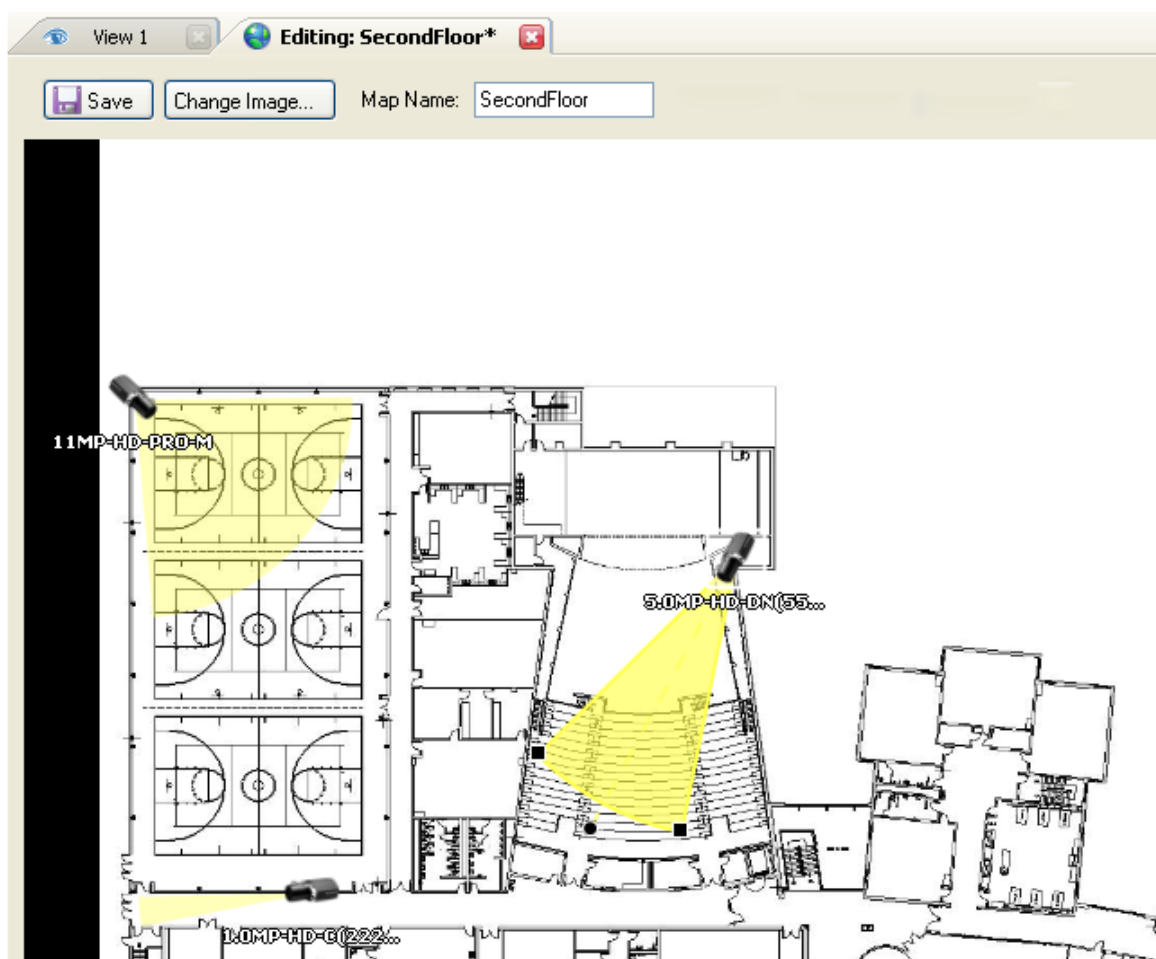 View 1
Editing: SecondFloor*
Save
Change Image...
Map Name:
SecondFloor
11MP-HD-PRO-M
5.0MP-HD-DN(55...
1.0MP-HD-C(222...